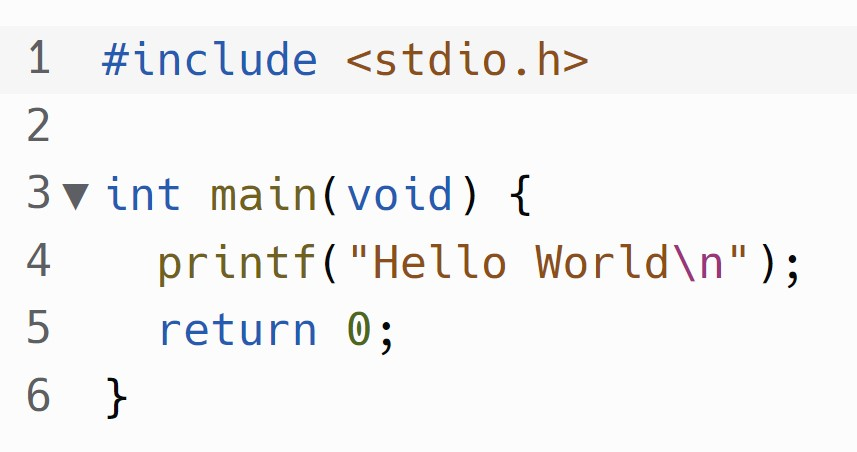 1 #include <stdio.h>
2
3 ▼ int main(void) {
4   printf("Hello World\n");
5   return 0;
6 }